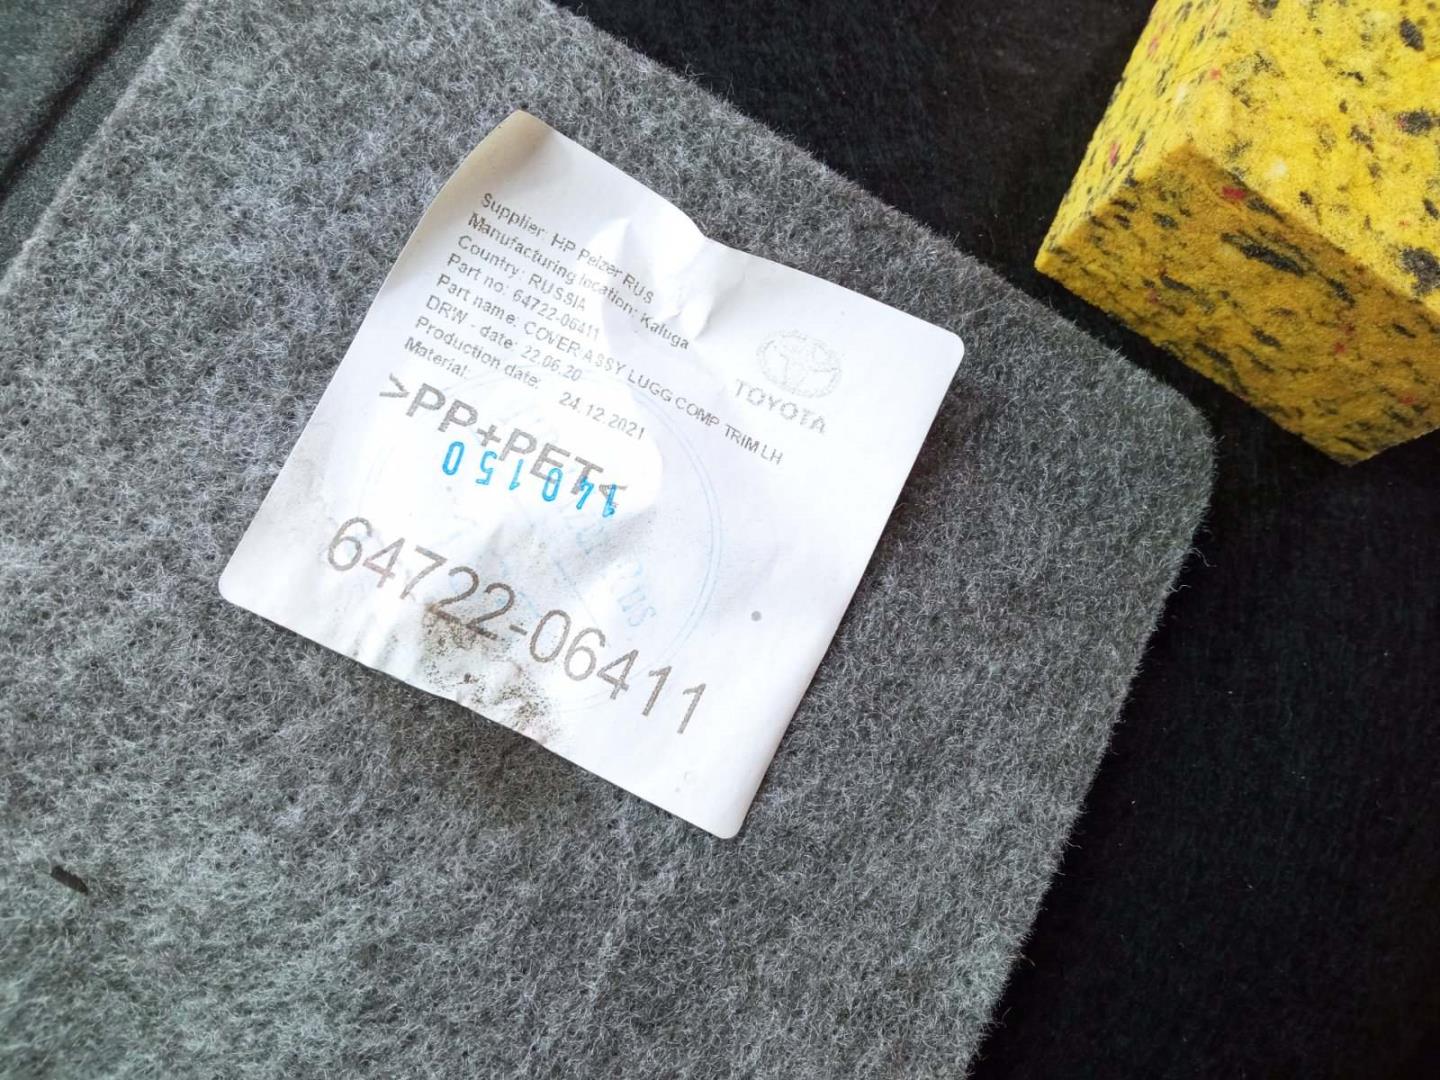 Supplier: HP Pelzer RUS
Manufacturing location: Kaluga
Country: RUSSIA
Part no: 64722-06411
Part name: COVER ASSY LUGG COMP TRIM LH
DRW - date: 22.06.20
Production date: 24.12.2021
Material:
>PP+PET<
140150
TOYOTA
64722-06411
Rus